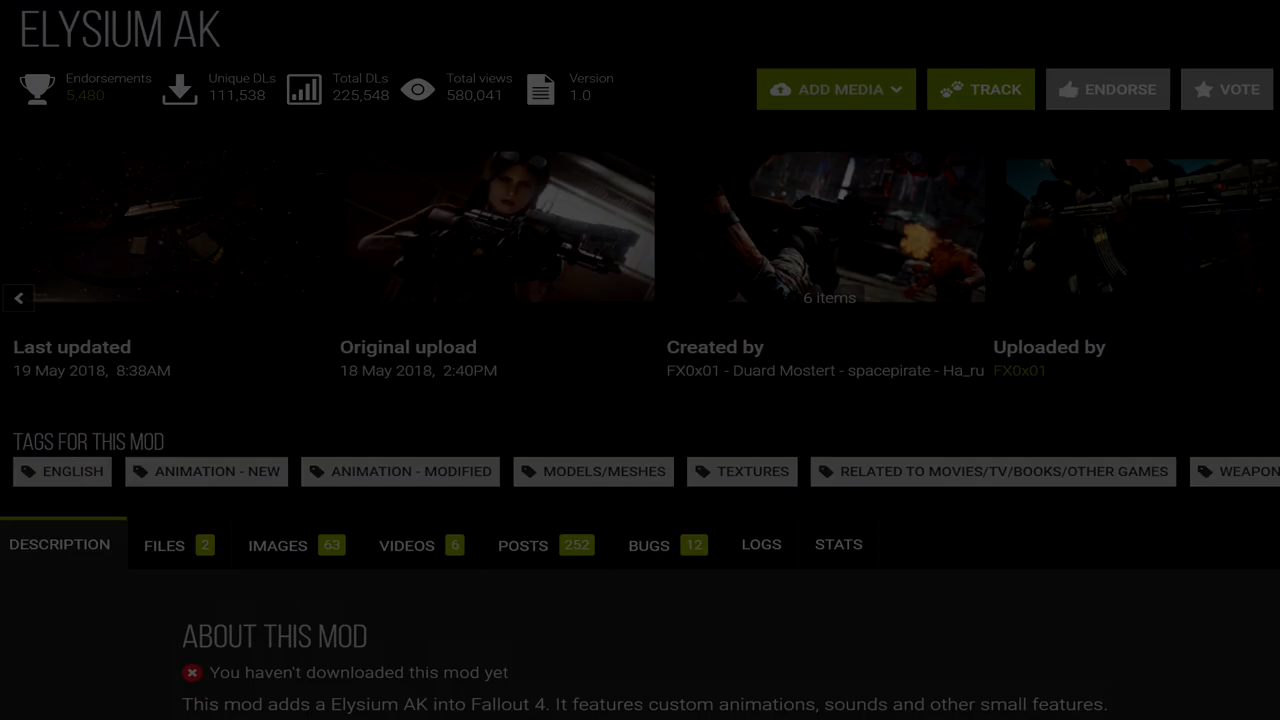 ELYSIUM AK
Endorsements
5,480
Unique DLs
111,538
Total DLs
225,548
Total views
580,041
Version
1.0
ADD MEDIA
TRACK
ENDORSE
VOTE
6 items
Last updated
19 May 2018, 8:38AM
Original upload
18 May 2018, 2:40PM
Created by
FX0x01 - Duard Mostert - spacepirate - Ha_ru
Uploaded by
FX0x01
TAGS FOR THIS MOD
ENGLISH
ANIMATION - NEW
ANIMATION - MODIFIED
MODELS/MESHES
TEXTURES
RELATED TO MOVIES/TV/BOOKS/OTHER GAMES
WEAPON
DESCRIPTION
FILES 2
IMAGES 63
VIDEOS 6
POSTS 252
BUGS 12
LOGS
STATS
ABOUT THIS MOD
You haven't downloaded this mod yet
This mod adds a Elysium AK into Fallout 4. It features custom animations, sounds and other small features.